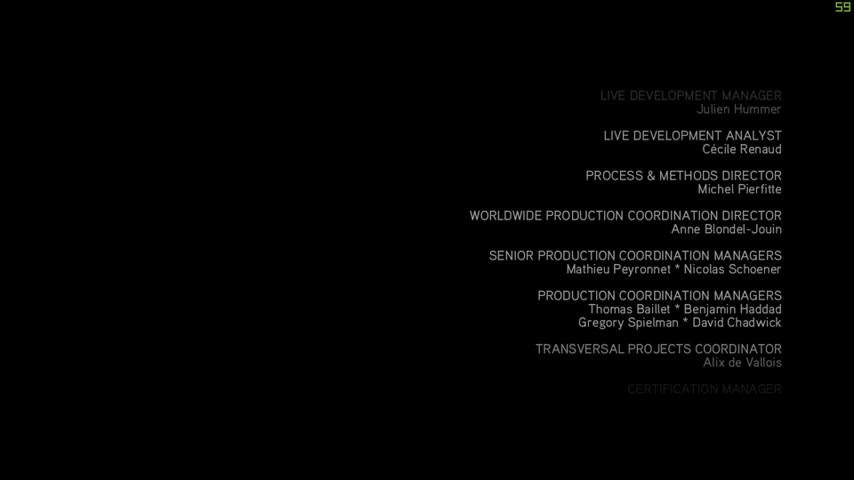 59
LIVE DEVELOPMENT MANAGER
Julien Hummer
LIVE DEVELOPMENT ANALYST
Cécile Renaud
PROCESS & METHODS DIRECTOR
Michel Pierfitte
WORLDWIDE PRODUCTION COORDINATION DIRECTOR
Anne Blondel-Jouin
SENIOR PRODUCTION COORDINATION MANAGERS
Mathieu Peyronnet * Nicolas Schoener
PRODUCTION COORDINATION MANAGERS
Thomas Baillet * Benjamin Haddad
Gregory Spielman * David Chadwick
TRANSVERSAL PROJECTS COORDINATOR
Alix de Vallois
CERTIFICATION MANAGER